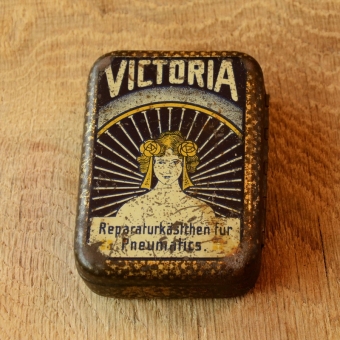 VICTORIA
Reparaturkästchen für
Pneumatics.